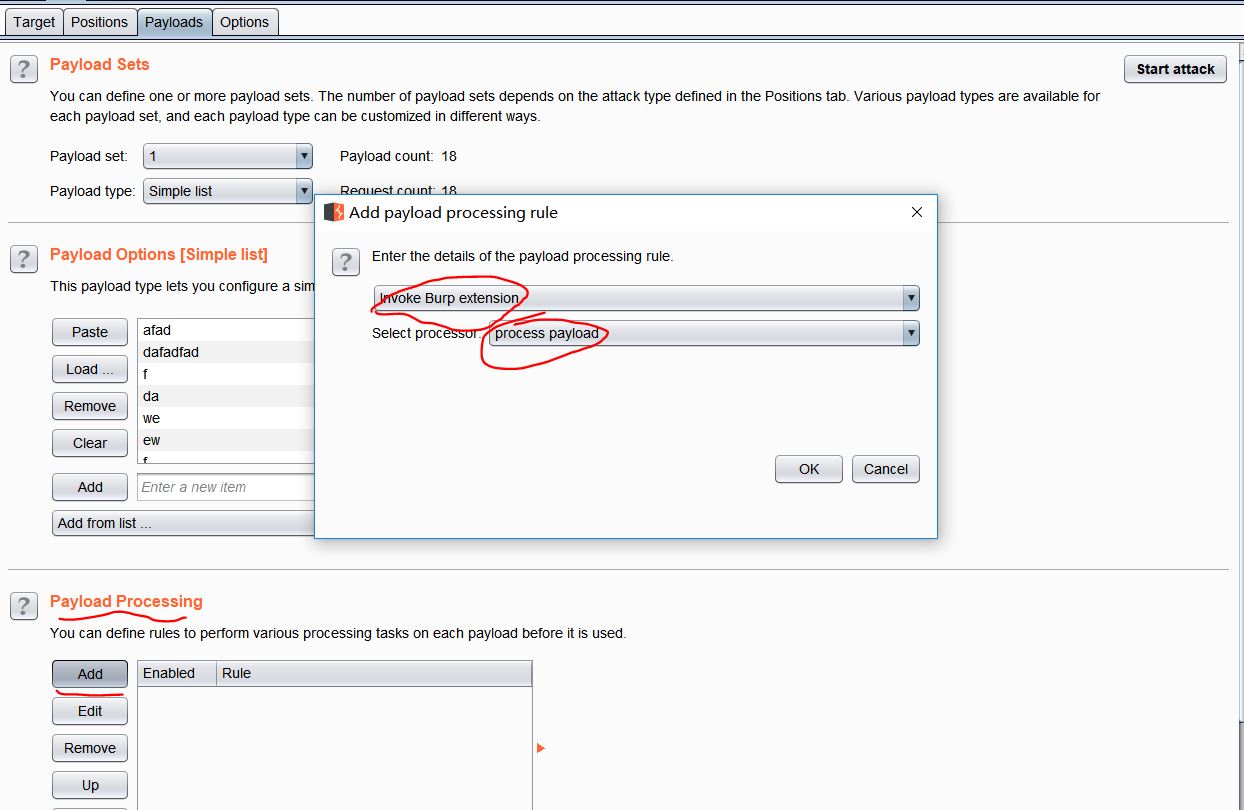 Target Positions Payloads Options
? Payload Sets
Start attack
You can define one or more payload sets. The number of payload sets depends on the attack type defined in the Positions tab. Various payload types are available for
each payload set, and each payload type can be customized in different ways.
Payload set: 1 Payload count: 18
Payload type: Simple list Request count: 18
Add payload processing rule
? Enter the details of the payload processing rule.
Invoke Burp extension
Select processor: process payload
OK Cancel
? Payload Options [Simple list]
This payload type lets you configure a sim
Paste afad
dafadfad
Load ... f
Remove da
we
Clear ew
f
Add Enter a new item
Add from list ...
? Payload Processing
You can define rules to perform various processing tasks on each payload before it is used.
Add Enabled Rule
Edit
Remove
Up